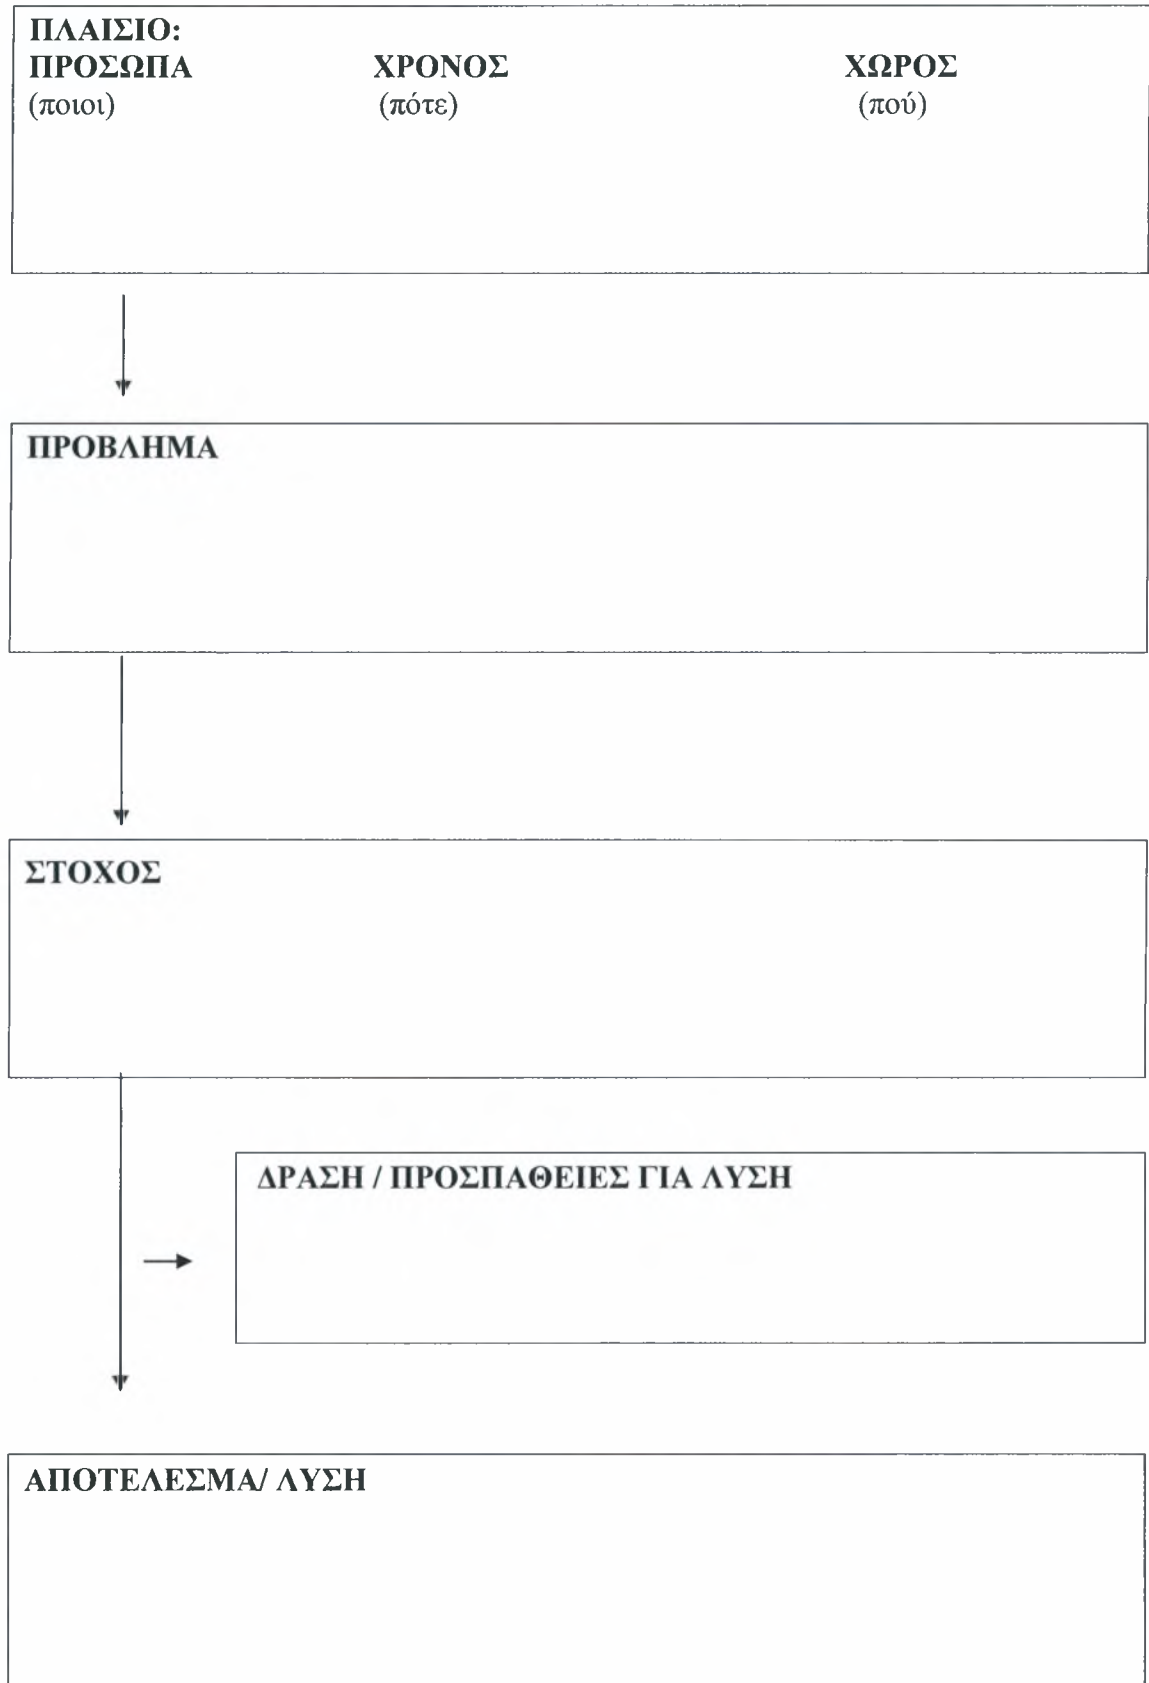 ΠΛΑΙΣΙΟ:
ΠΡΟΣΩΠΑ ΧΡΟΝΟΣ ΧΩΡΟΣ
(ποιοι) (πότε) (πού)
ΠΡΟΒΛΗΜΑ
ΣΤΟΧΟΣ
ΔΡΑΣΗ / ΠΡΟΣΠΑΘΕΙΕΣ ΓΙΑ ΛΥΣΗ
ΑΠΟΤΕΛΕΣΜΑ/ ΛΥΣΗ